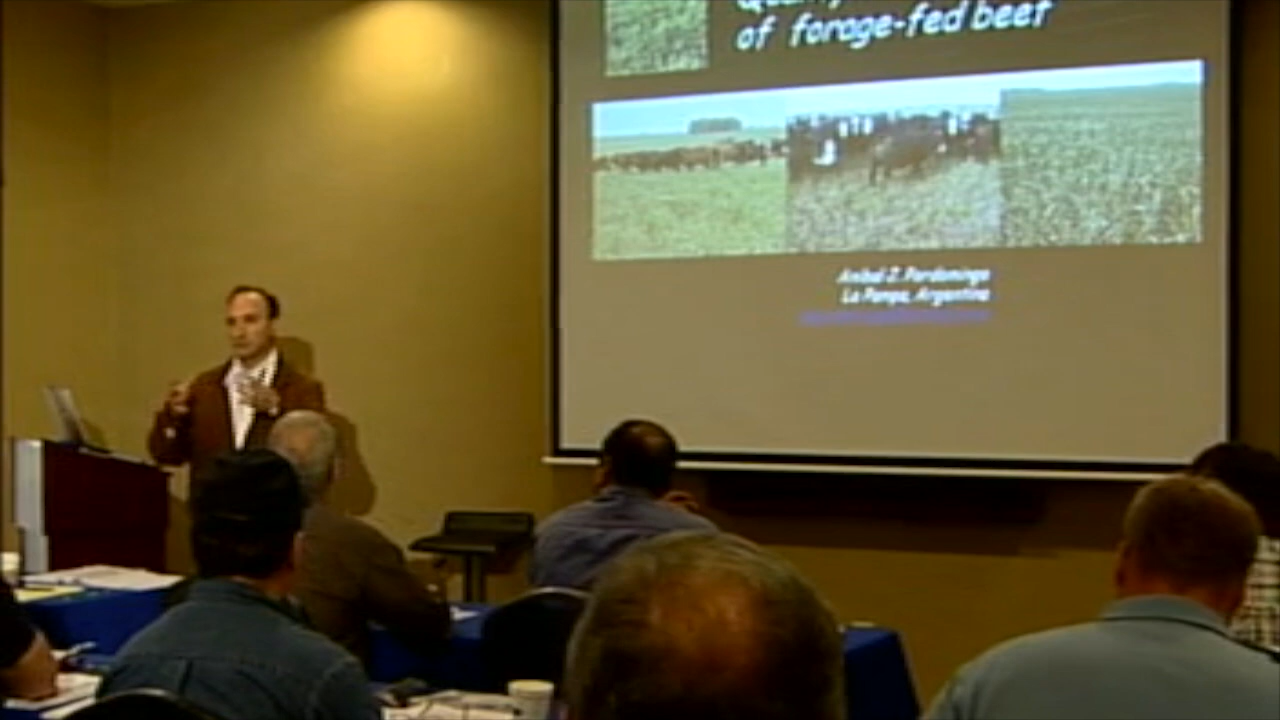 of forage-fed beef
Anibal J. Pordomingo
La Pampa, Argentina